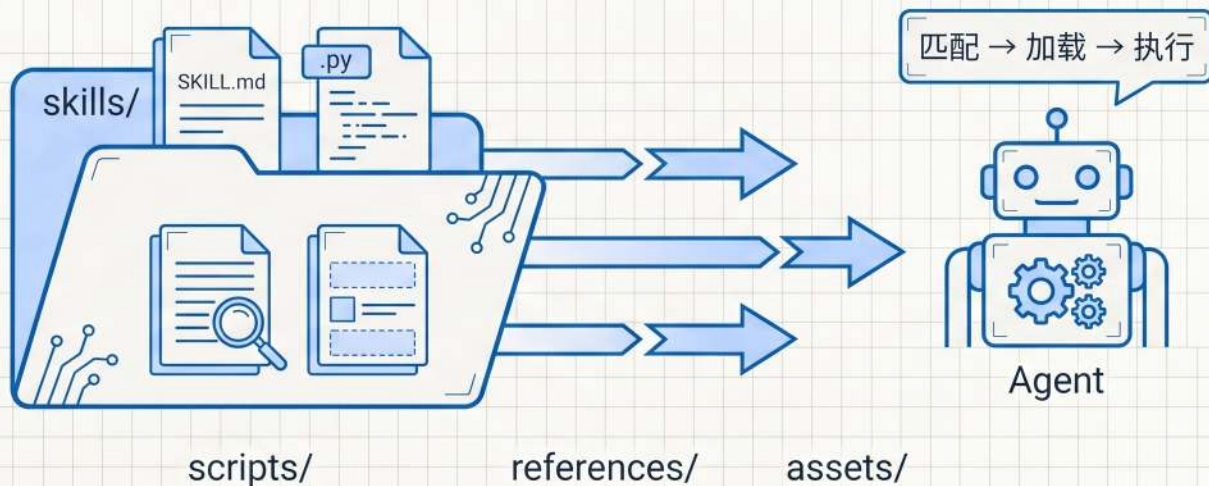 匹配 → 加载 → 执行
skills/
SKILL.md
.py
Agent
scripts/
references/
assets/